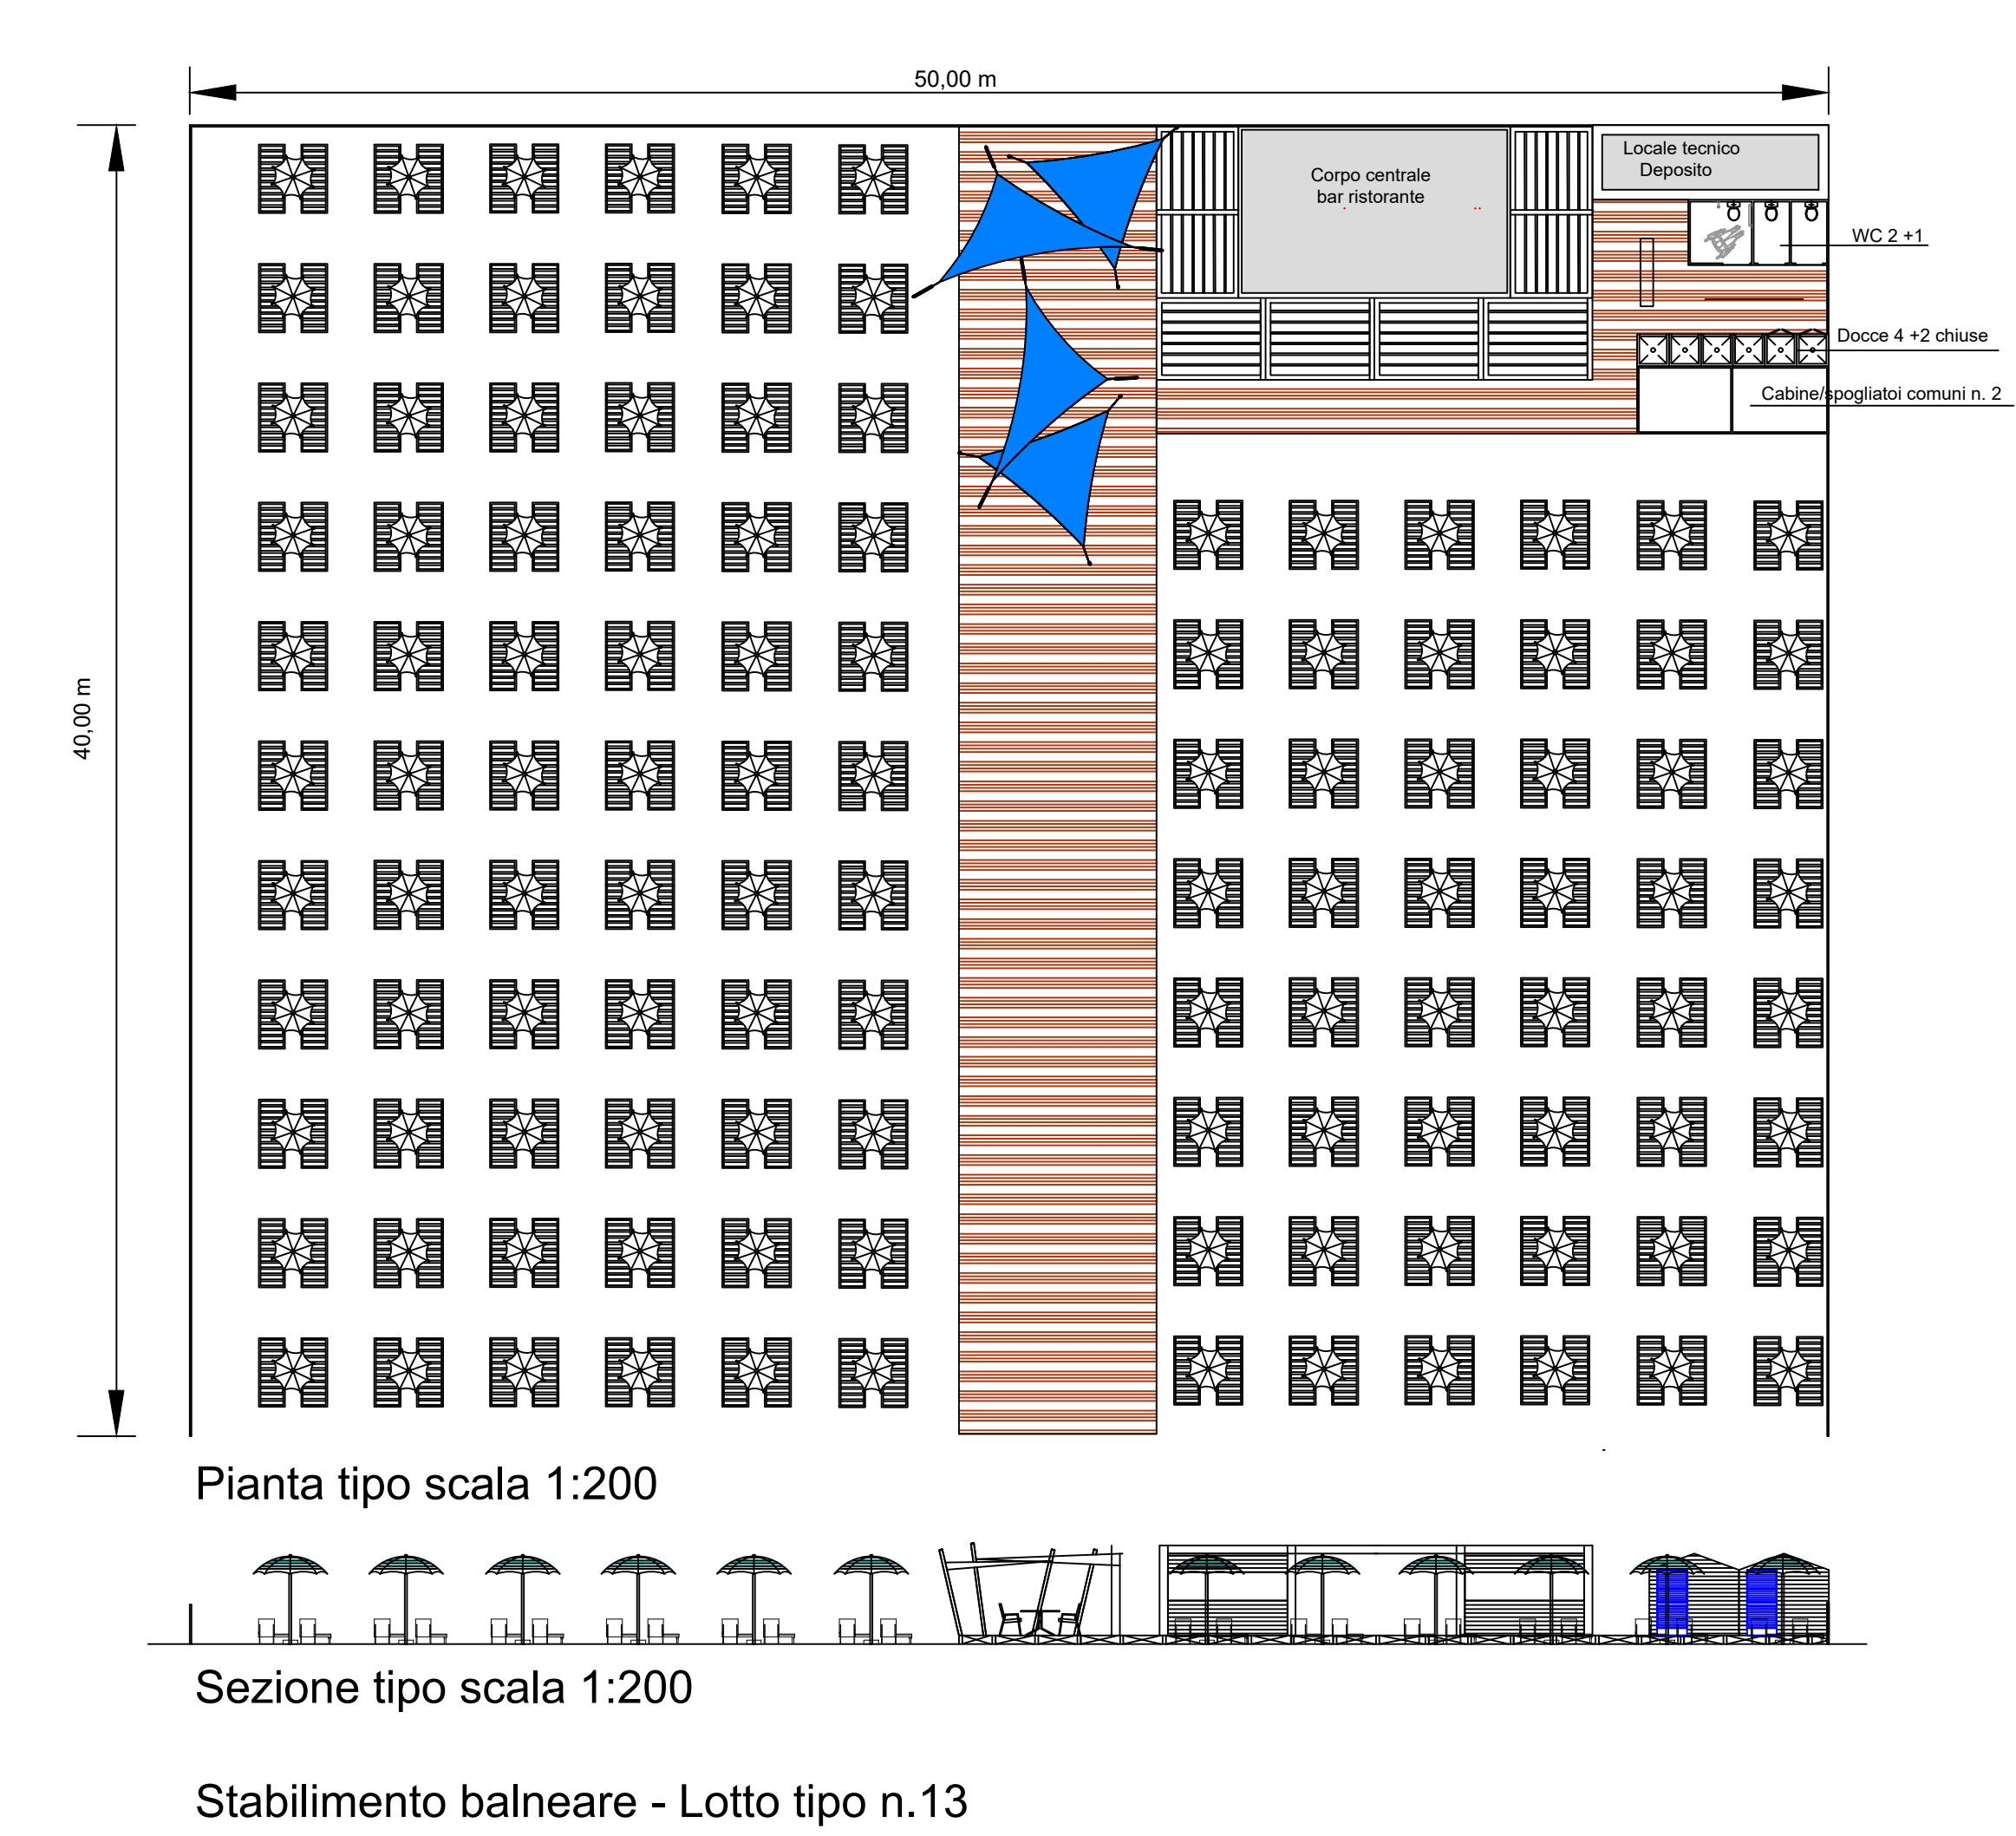 50,00 m
Locale tecnico
Deposito
Corpo centrale
bar ristorante
WC 2 +1
Docce 4 +2 chiuse
Cabine/spogliatoi comuni n. 2
40,00 m
Pianta tipo scala 1:200
Sezione tipo scala 1:200
Stabilimento balneare - Lotto tipo n.13